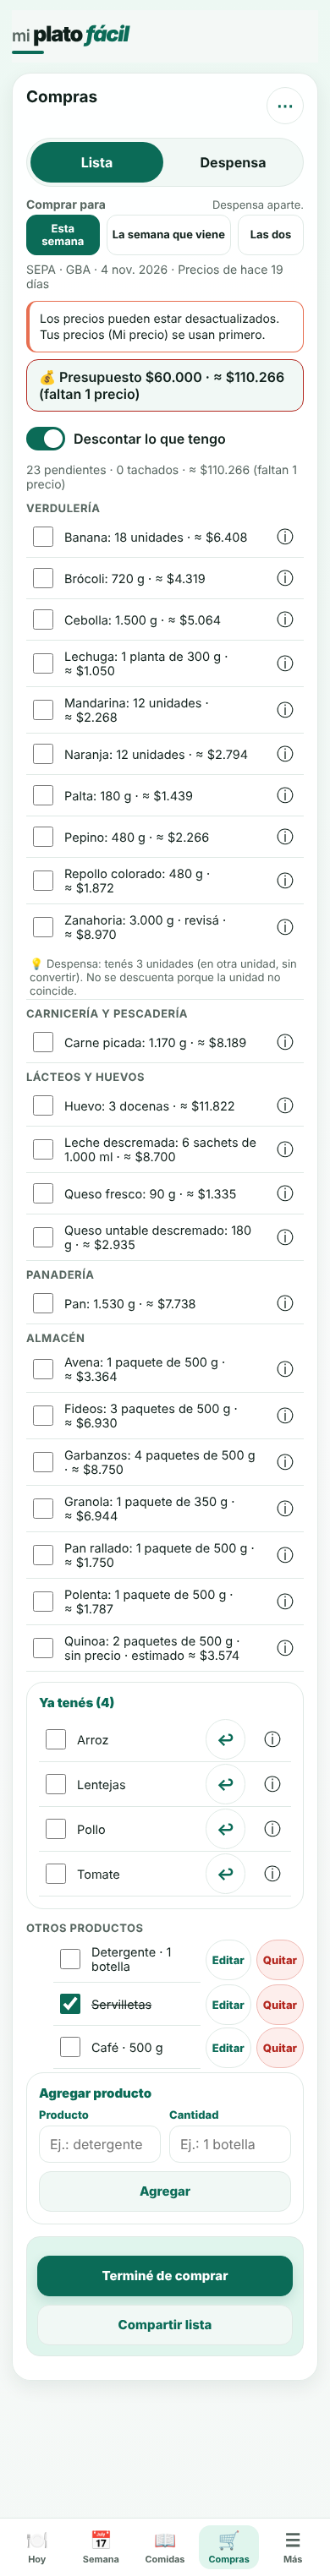 mi plato fácil
Compras
...
Lista
Despensa
Comprar para
Despensa aparte.
Esta
semana
La semana que viene
Las dos
SEPA · GBA · 4 nov. 2026 · Precios de hace 19
días
Los precios pueden estar desactualizados.
Tus precios (Mi precio) se usan primero.
💰 Presupuesto $60.000 · ≈ $110.266
(faltan 1 precio)
Descontar lo que tengo
23 pendientes · 0 tachados · ≈ $110.266 (faltan 1
precio)
VERDULERÍA
Banana: 18 unidades · ≈ $6.408
Brócoli: 720 g · ≈ $4.319
Cebolla: 1.500 g · ≈ $5.064
Lechuga: 1 planta de 300 g ·
≈ $1.050
Mandarina: 12 unidades ·
≈ $2.268
Naranja: 12 unidades · ≈ $2.794
Palta: 180 g · ≈ $1.439
Pepino: 480 g · ≈ $2.266
Repollo colorado: 480 g ·
≈ $1.872
Zanahoria: 3.000 g · revisá ·
≈ $8.970
💡 Despensa: tenés 3 unidades (en otra unidad, sin
convertir). No se descuenta porque la unidad no
coincide.
CARNICERÍA Y PESCADERÍA
Carne picada: 1.170 g · ≈ $8.189
LÁCTEOS Y HUEVOS
Huevo: 3 docenas · ≈ $11.822
Leche descremada: 6 sachets de
1.000 ml · ≈ $8.700
Queso fresco: 90 g · ≈ $1.335
Queso untable descremado: 180
g · ≈ $2.935
PANADERÍA
Pan: 1.530 g · ≈ $7.738
ALMACÉN
Avena: 1 paquete de 500 g ·
≈ $3.364
Fideos: 3 paquetes de 500 g ·
≈ $6.930
Garbanzos: 4 paquetes de 500 g
· ≈ $8.750
Granola: 1 paquete de 350 g ·
≈ $6.944
Pan rallado: 1 paquete de 500 g ·
≈ $1.750
Polenta: 1 paquete de 500 g ·
≈ $1.787
Quinoa: 2 paquetes de 500 g ·
sin precio · estimado ≈ $3.574
Ya tenés (4)
Arroz
Lentejas
Pollo
Tomate
OTROS PRODUCTOS
Detergente · 1
botella
Editar
Quitar
Servilletas
Editar
Quitar
Café · 500 g
Editar
Quitar
Agregar producto
Producto
Cantidad
Ej.: detergente
Ej.: 1 botella
Agregar
Terminé de comprar
Compartir lista
Hoy
Semana
Comidas
Compras
Más